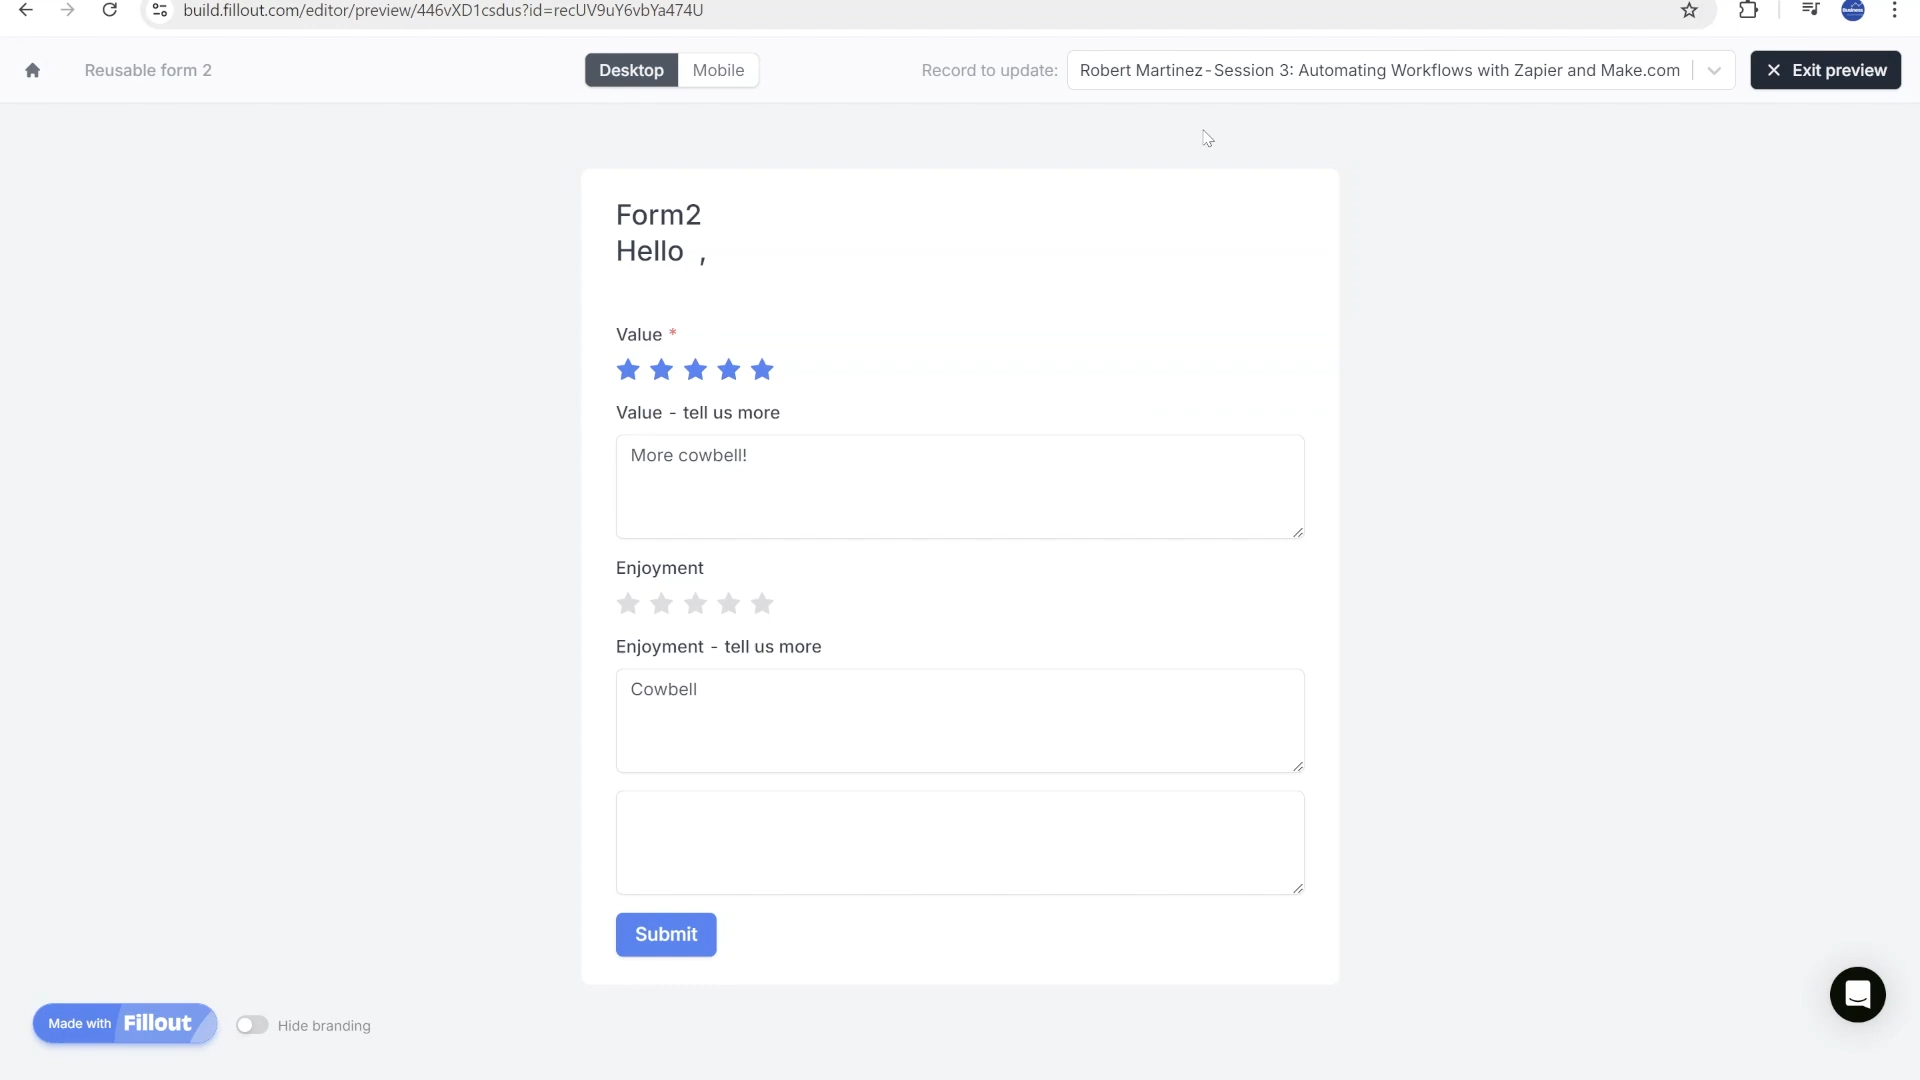 build.fillout.com/editor/preview/446vXD1csdus?id=recUV9uY6vbYa474U
Reusable form 2
Desktop
Mobile
Record to update:
Robert Martinez-Session 3: Automating Workflows with Zapier and Make.com
Exit preview
Form2
Hello ,
Value *
Value - tell us more
More cowbell!
Enjoyment
Enjoyment - tell us more
Cowbell
Submit
Made with Fillout
Hide branding